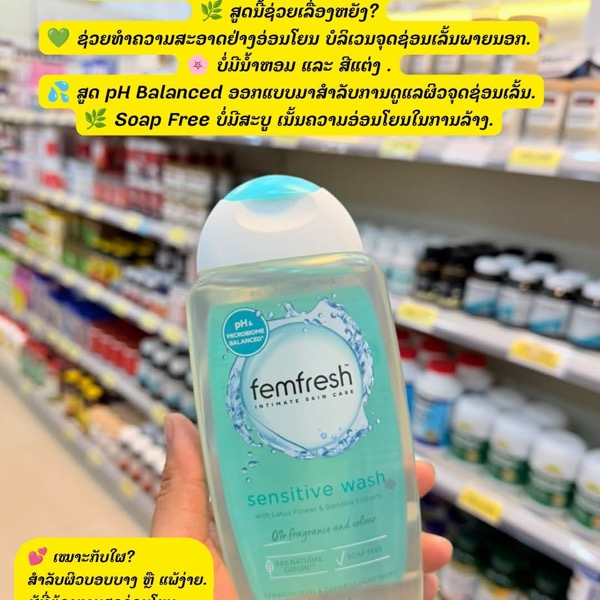 🌿 ສູດນີ້ຊ່ວຍເລື່ອງຫຍັງ?
💚 ຊ່ວຍທຳຄວາມສະອາດຢ່າງອ່ອນໂຍນ ບໍລິເວນຈຸດຊ່ອນເລັ້ນພາຍນອກ.
🌸 ບໍ່ມີນ້ຳຫອມ ແລະ ສີແຕ່ງ .
💦 ສູດ pH Balanced ອອກແບບມາສຳລັບການດູແລຜິວຈຸດຊ່ອນເລັ້ນ.
🌿 Soap Free ບໍ່ມີສະບູ ເນັ້ນຄວາມອ່ອນໂຍນໃນການລ້າງ.
pH &
MICROBIOME
BALANCED*
femfresh™
INTIMATE SKIN CARE
sensitive wash
with Lotus Flower & Bamboo Extracts
0% fragrance and colour
NATURAL
ORIGIN
SOAP FREE
💕 ເໝາະກັບໃຜ?
ສຳລັບຜິວບອບບາງ ຫຼື ແພ້ງ່າຍ.